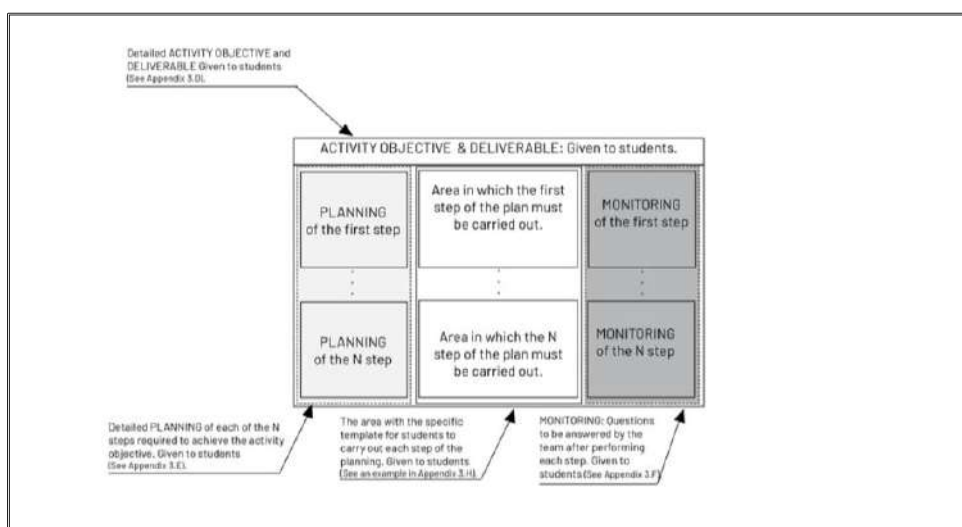 Detailed ACTIVITY OBJECTIVE and
DELIVERABLE Given to students
(See Appendix 3.D).
ACTIVITY OBJECTIVE & DELIVERABLE: Given to students.
PLANNING
of the first step
Area in which the first
step of the plan must
be carried out.
MONITORING
of the first step
PLANNING
of the N step
Area in which the N
step of the plan must
be carried out.
MONITORING
of the N step
Detailed PLANNING of each of the N
steps required to achieve the activity
objective. Given to students
(See Appendix 3.E).
The area with the specific
template for students to
carry out each step of the
planning. Given to students
(See an example in Appendix 3.H).
MONITORING: Questions
to be answered by the
team after performing
each step. Given to
students (See Appendix 3.F)